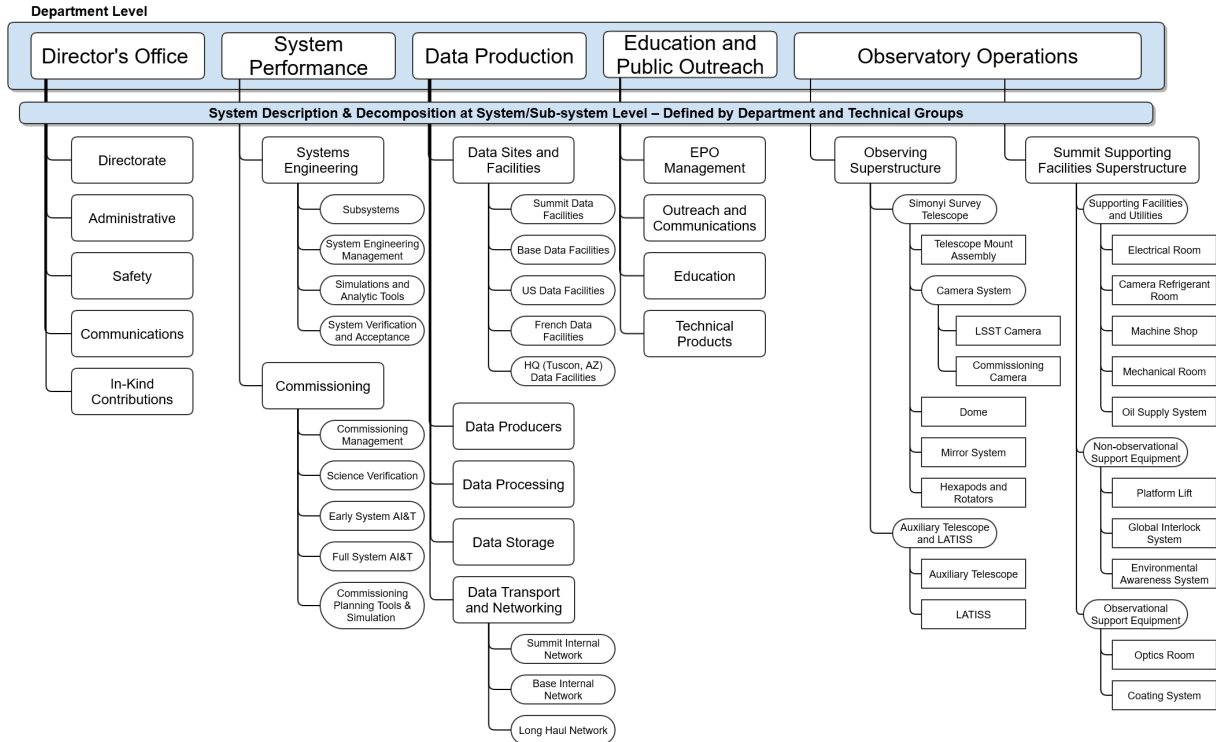 Department Level
Director's Office
System
Performance
Data Production
Education and
Public Outreach
Observatory Operations
System Description & Decomposition at System/Sub-system Level – Defined by Department and Technical Groups
Directorate
Administrative
Safety
Communications
In-Kind
Contributions
Systems
Engineering
Subsystems
System Engineering
Management
Simulations and
Analytic Tools
System Verification
and Acceptance
Commissioning
Commissioning
Management
Science Verification
Early System AI&T
Full System AI&T
Commissioning
Planning Tools &
Simulation
Data Sites and
Facilities
Summit Data
Facilities
Base Data Facilities
US Data Facilities
French Data
Facilities
HQ (Tuscon, AZ)
Data Facilities
Data Producers
Data Processing
Data Storage
Data Transport
and Networking
Summit Internal
Network
Base Internal
Network
Long Haul Network
EPO
Management
Outreach and
Communications
Education
Technical
Products
Observing
Superstructure
Simonyi Survey
Telescope
Telescope Mount
Assembly
Camera System
LSST Camera
Commissioning
Camera
Dome
Mirror System
Hexapods and
Rotators
Auxiliary Telescope
and LATISS
Auxiliary Telescope
LATISS
Summit Supporting
Facilities Superstructure
Supporting Facilities
and Utilities
Electrical Room
Camera Refrigerant
Room
Machine Shop
Mechanical Room
Oil Supply System
Non-observational
Support Equipment
Platform Lift
Global Interlock
System
Environmental
Awareness System
Observational
Support Equipment
Optics Room
Coating System